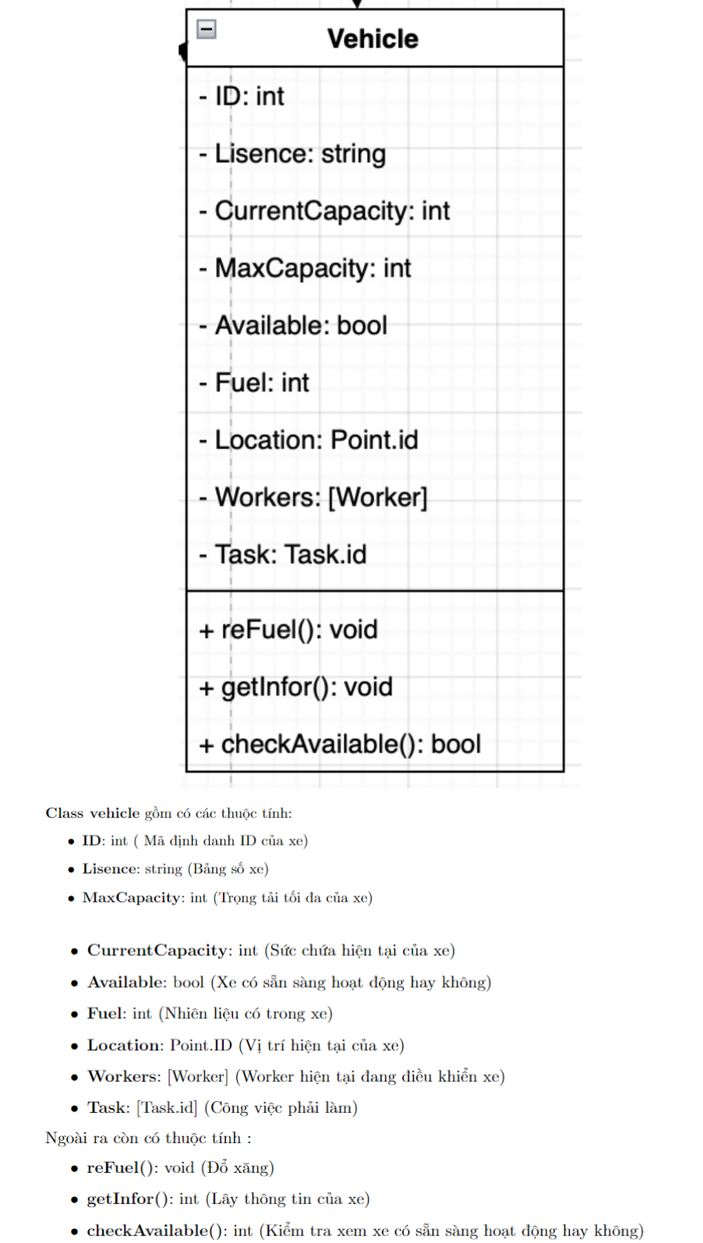 Vehicle
- ID: int
- Lisence: string
- CurrentCapacity: int
- MaxCapacity: int
- Available: bool
- Fuel: int
- Location: Point.id
- Workers: [Worker]
- Task: Task.id
+ reFuel(): void
+ getInfor(): void
+ checkAvailable(): bool
Class vehicle gồm có các thuộc tính:
• ID: int ( Mã định danh ID của xe)
• Lisence: string (Bảng số xe)
• MaxCapacity: int (Trọng tải tối đa của xe)
• CurrentCapacity: int (Sức chứa hiện tại của xe)
• Available: bool (Xe có sẵn sàng hoạt động hay không)
• Fuel: int (Nhiên liệu có trong xe)
• Location: Point.ID (Vị trí hiện tại của xe)
• Workers: [Worker] (Worker hiện tại đang điều khiển xe)
• Task: [Task.id] (Công việc phải làm)
Ngoài ra còn có thuộc tính :
• reFuel(): void (Đổ xăng)
• getInfor(): int (Lây thông tin của xe)
• checkAvailable(): int (Kiểm tra xem xe có sẵn sàng hoạt động hay không)